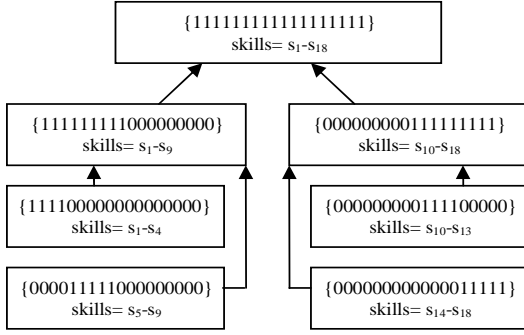 {111111111111111111}
skills= s₁-s₁₈
{111111111000000000}
skills= s₁-s₉
{000000000111111111}
skills= s₁₀-s₁₈
{111100000000000000}
skills= s₁-s₄
{000000000111100000}
skills= s₁₀-s₁₃
{000011111000000000}
skills= s₅-s₉
{000000000000011111}
skills= s₁₄-s₁₈